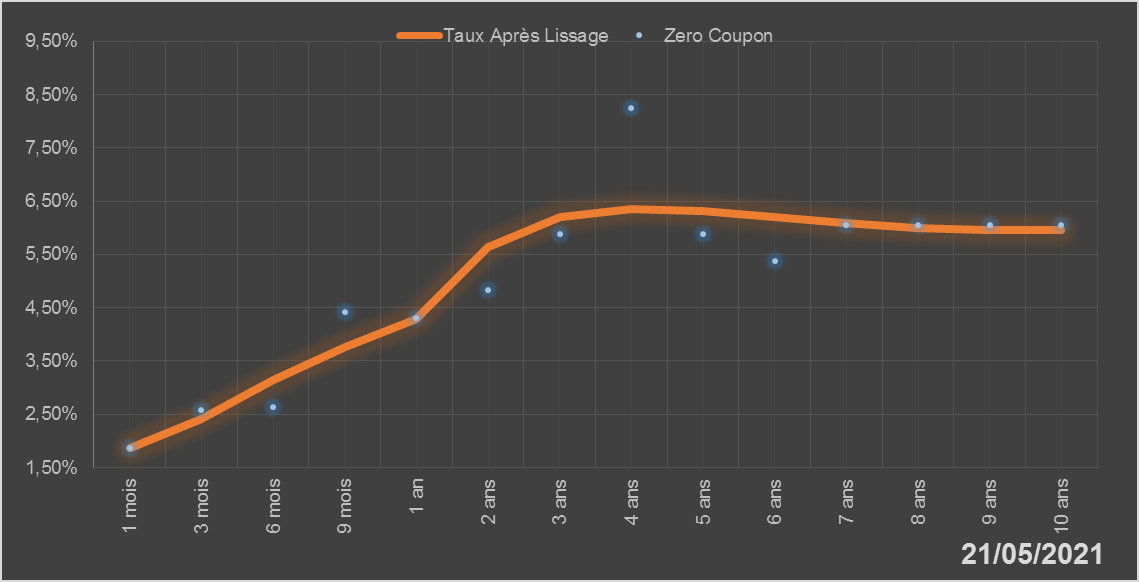 Taux Après Lissage Zero Coupon
9,50%
8,50%
7,50%
6,50%
5,50%
4,50%
3,50%
2,50%
1,50%
1 mois
3 mois
6 mois
9 mois
1 an
2 ans
3 ans
4 ans
5 ans
6 ans
7 ans
8 ans
9 ans
10 ans
21/05/2021